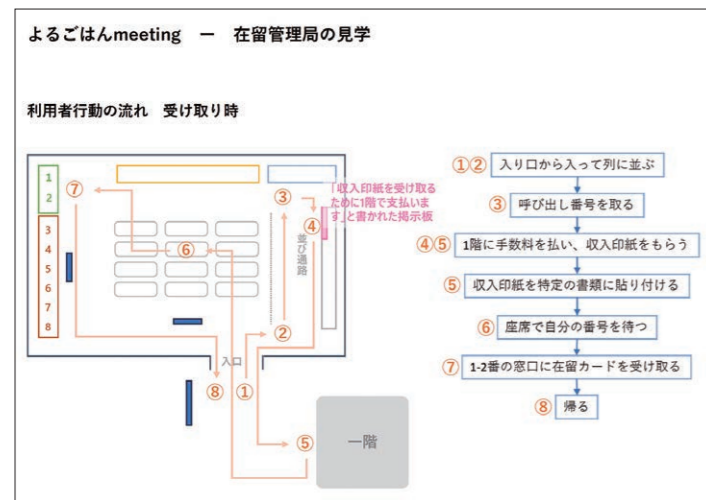 よるごはんmeeting ー 在留管理局の見学
利用者行動の流れ 受け取り時
1
2
3
4
5
6
7
8
⑦
⑥
③
④
「収入印紙を受け取る
ために1階で支払いま
す」と書かれた掲示板
並び通路
②
入口
⑧
①
⑤
一階
①② 入り口から入って列に並ぶ
③ 呼び出し番号を取る
④⑤ 1階に手数料を払い、収入印紙をもらう
⑤ 収入印紙を特定の書類に貼り付ける
⑥ 座席で自分の番号を待つ
⑦ 1-2番の窓口に在留カードを受け取る
⑧ 帰る